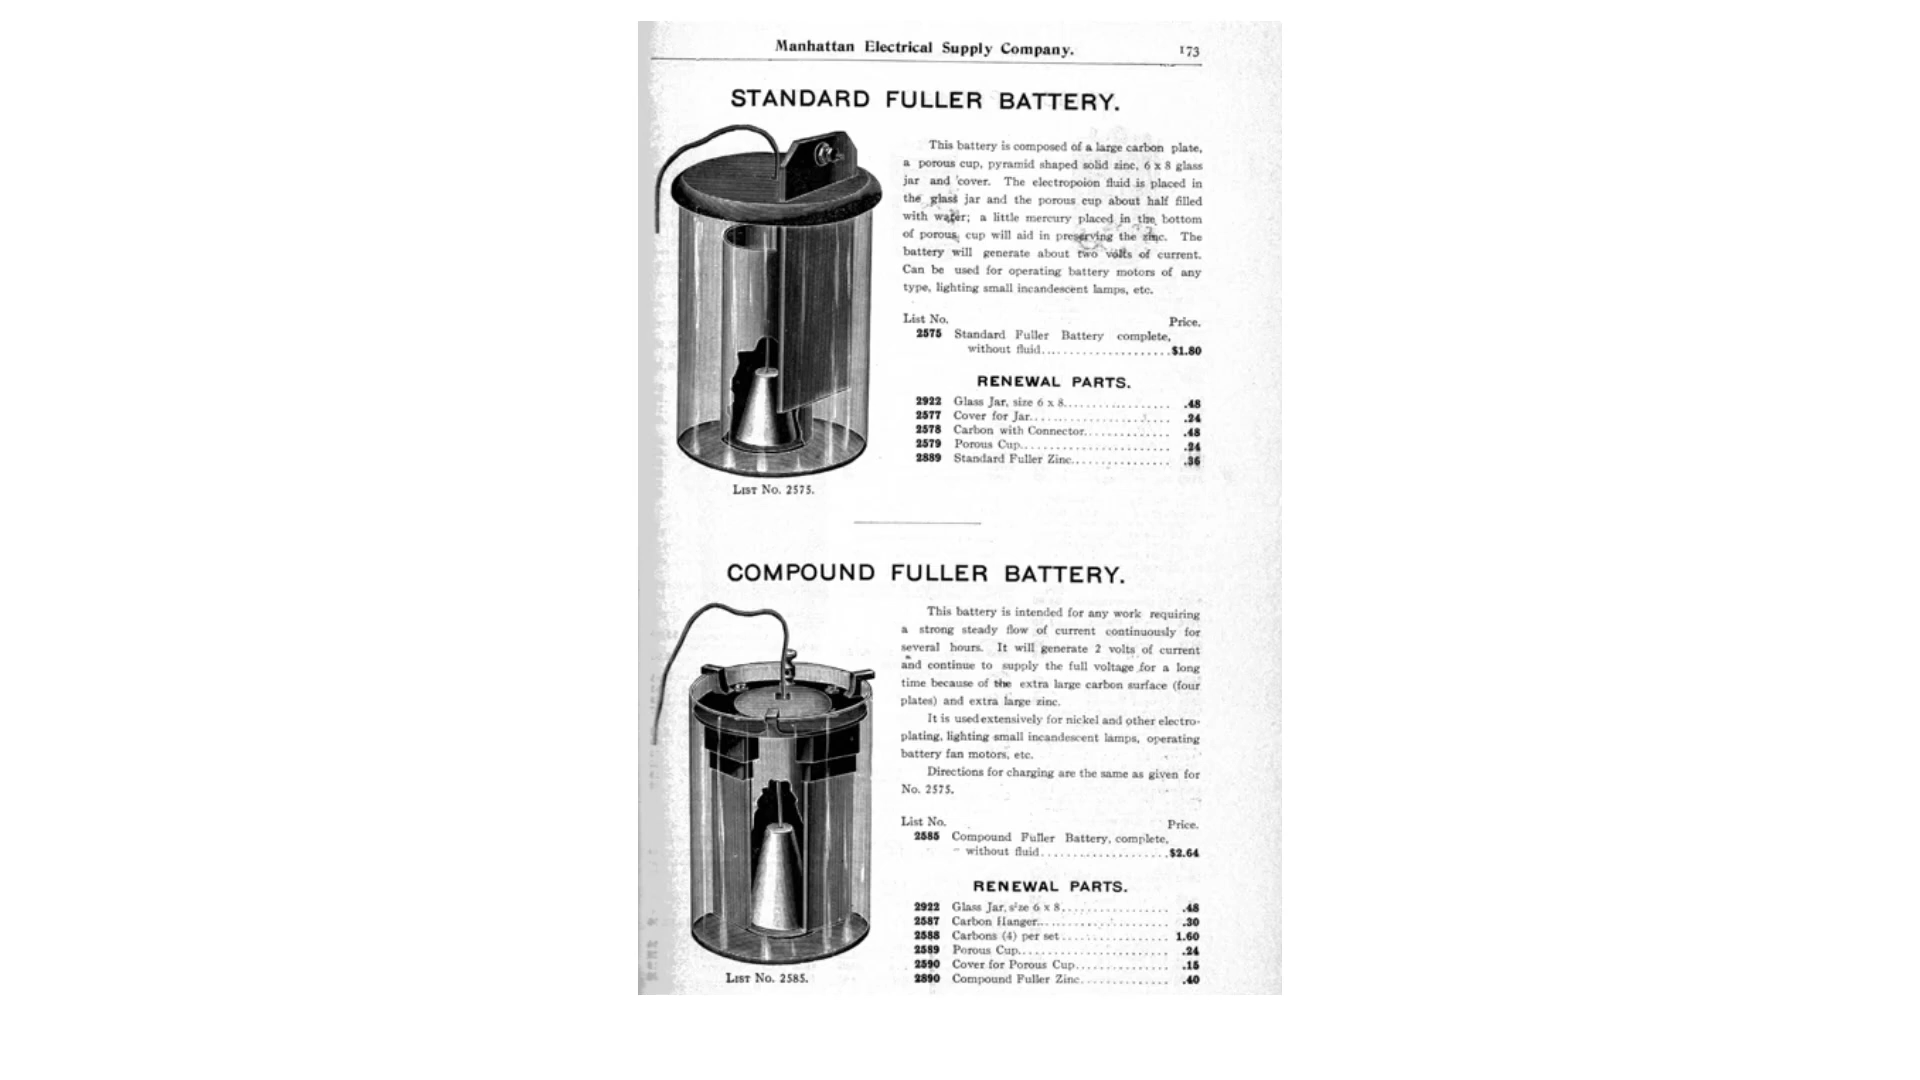 Manhattan Electrical Supply Company. 173
STANDARD FULLER BATTERY.
This battery is composed of a large carbon plate,
a porous cup, pyramid shaped solid zinc, 6 x 8 glass
jar and cover. The electropoion fluid is placed in
the glass jar and the porous cup about half filled
with water; a little mercury placed in the bottom
of porous cup will aid in preserving the zinc. The
battery will generate about two volts of current.
Can be used for operating battery motors of any
type, lighting small incandescent lamps, etc.
List No. Price.
2575 Standard Fuller Battery complete,
without fluid......................$1.80
RENEWAL PARTS.
2922 Glass Jar, size 6 x 8.................. .48
2577 Cover for Jar....................... .24
2578 Carbon with Connector.............. .48
2579 Porous Cup......................... .24
2889 Standard Fuller Zinc................ .36
LIST No. 2575.
COMPOUND FULLER BATTERY.
This battery is intended for any work requiring
a strong steady flow of current continuously for
several hours. It will generate 2 volts of current
and continue to supply the full voltage for a long
time because of the extra large carbon surface (four
plates) and extra large zinc.
It is used extensively for nickel and other electro-
plating, lighting small incandescent lamps, operating
battery fan motors, etc.
Directions for charging are the same as given for
No. 2575.
List No. Price.
2585 Compound Fuller Battery, complete,
without fluid......................$2.64
RENEWAL PARTS.
2922 Glass Jar, size 6 x 8.................. .48
2587 Carbon Hanger...................... .30
2588 Carbons (4) per set.................. 1.60
2589 Porous Cup......................... .24
2590 Cover for Porous Cup................ .15
2890 Compound Fuller Zinc............... .40
LIST No. 2585.